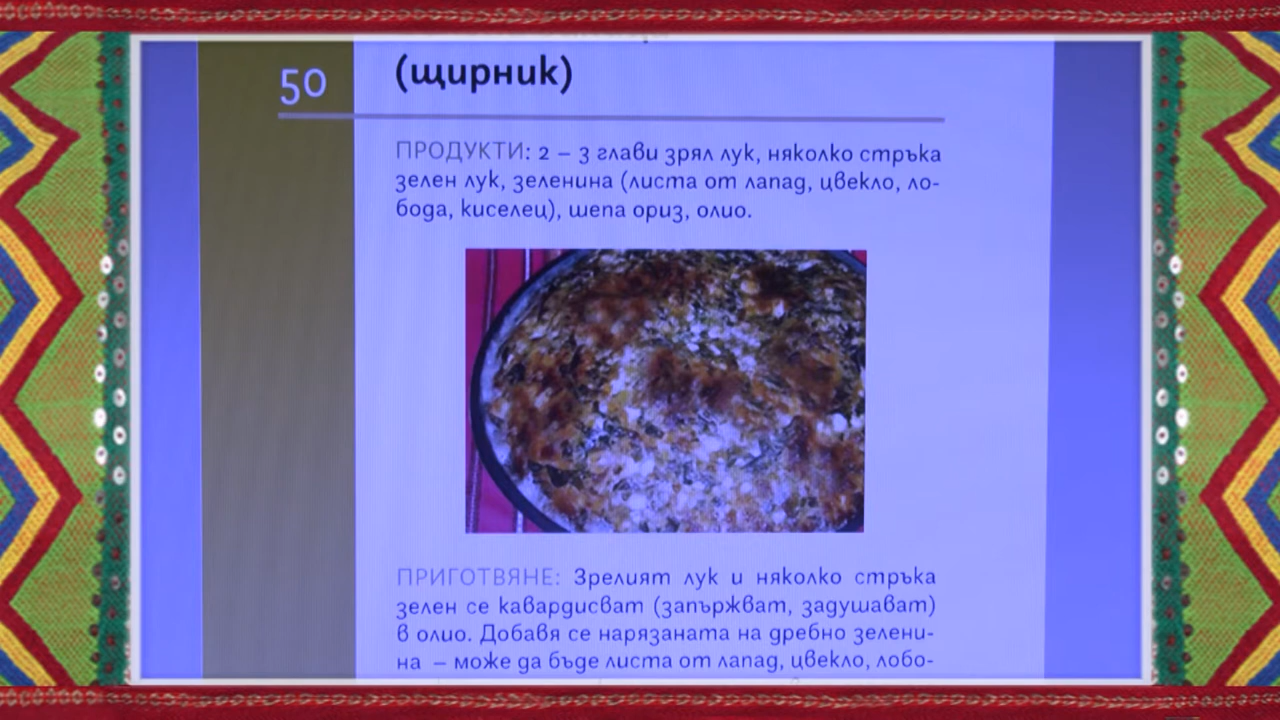 50
(щирник)
ПРОДУКТИ: 2 – 3 глави зрял лук, няколко стръка
зелен лук, зеленина (листа от лапад, цвекло, ло-
бода, киселец), шепа ориз, олио.
ПРИГОТВЯНЕ: Зрелият лук и няколко стръка
зелен се кавардисват (запържват, задушават)
в олио. Добавя се нарязаната на дребно зелени-
на – може да бъде листа от лапад, цвекло, лобо-